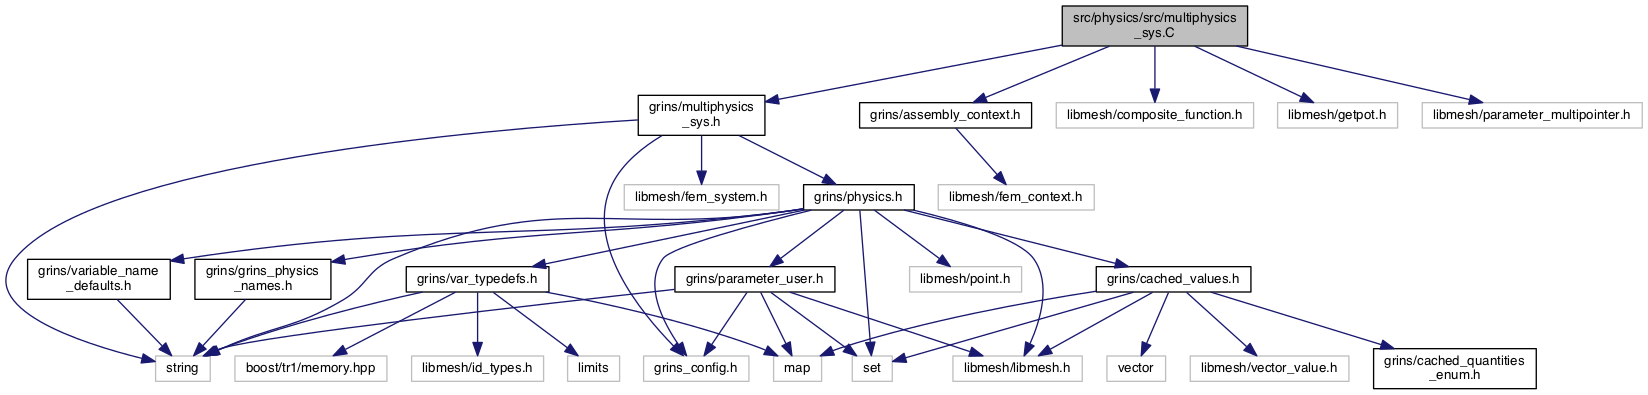 src/physics/src/multiphysics
_sys.C
grins/multiphysics
_sys.h
grins/assembly_context.h
libmesh/composite_function.h
libmesh/getpot.h
libmesh/parameter_multipointer.h
libmesh/fem_system.h
grins/physics.h
libmesh/fem_context.h
grins/variable_name
_defaults.h
grins/grins_physics
_names.h
grins/var_typedefs.h
grins/parameter_user.h
libmesh/point.h
grins/cached_values.h
string
boost/tr1/memory.hpp
libmesh/id_types.h
limits
grins_config.h
map
set
libmesh/libmesh.h
vector
libmesh/vector_value.h
grins/cached_quantities
_enum.h